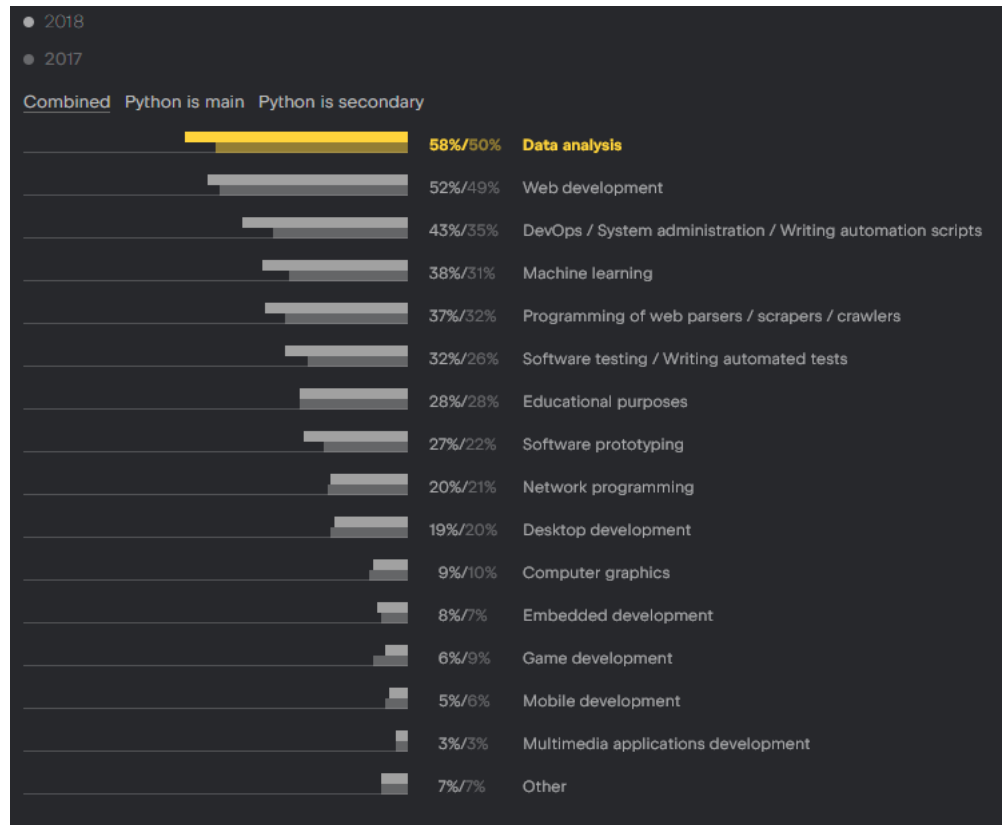 2018
2017
Combined Python is main Python is secondary
58%/50% Data analysis
52%/49% Web development
43%/35% DevOps / System administration / Writing automation scripts
38%/31% Machine learning
37%/32% Programming of web parsers / scrapers / crawlers
32%/26% Software testing / Writing automated tests
28%/28% Educational purposes
27%/22% Software prototyping
20%/21% Network programming
19%/20% Desktop development
9%/10% Computer graphics
8%/7% Embedded development
6%/9% Game development
5%/6% Mobile development
3%/3% Multimedia applications development
7%/7% Other